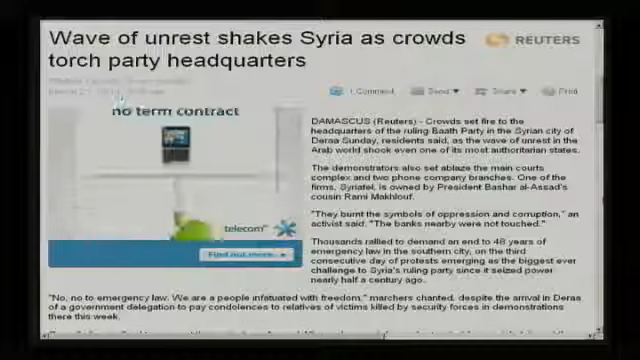 Wave of unrest shakes Syria as crowds
torch party headquarters
REUTERS
1 Comment
Send
Share
Print
no term contract
telecom
Find out more
DAMASCUS (Reuters) - Crowds set fire to the
headquarters of the ruling Baath Party in the Syrian city of
Deraa Sunday, residents said, as the wave of unrest in the
Arab world shook even one of its most authoritarian states.
The demonstrators also set ablaze the main courts
complex and two phone company branches. One of the
firms, Syriatel, is owned by President Bashar al-Assad's
cousin Rami Makhlouf.
"They burnt the symbols of oppression and corruption," an
activist said. "The banks nearby were not touched."
Thousands rallied to demand an end to 48 years of
emergency law in the southern city, on the third
consecutive day of protests emerging as the biggest ever
challenge to Syria's ruling party since it seized power
nearly half a century ago.
"No, no to emergency law. We are a people infatuated with freedom," marchers chanted, despite the arrival in Deraa
of a government delegation to pay condolences to relatives of victims killed by security forces in demonstrations
there this week.